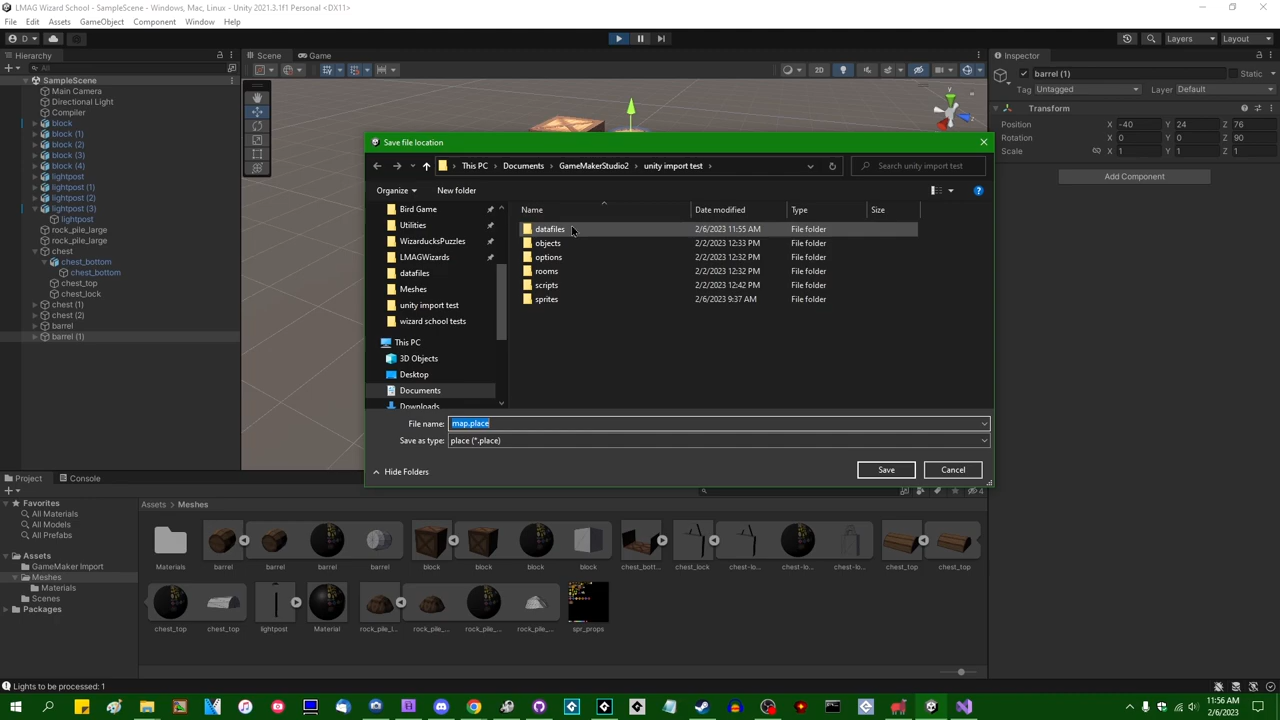 LMAG Wizard School - SampleScene - Windows, Mac, Linux - Unity 2021.3.1f1 Personal <DX11>
File Edit Assets GameObject Component Window Help
D Layers Layout
Hierarchy Scene Game Inspector
All 2D
SampleScene
Main Camera
Directional Light
Compiler
block
block (1)
block (2)
block (3)
block (4)
lightpost
lightpost (1)
lightpost (2)
lightpost (3)
lightpost
rock_pile_large
rock_pile_large
chest
chest_bottom
chest_bottom
chest_top
chest_lock
chest (1)
chest (2)
barrel
barrel (1)
barrel (1) Static
Tag Untagged Layer Default
Transform
Position X -40 Y 24 Z 76
Rotation X 0 Y 0 Z 90
Scale X 1 Y 1 Z 1
Add Component
Save file location
This PC Documents GameMakerStudio2 unity import test Search unity import test
Organize New folder
Bird Game
Utilities
WizarducksPuzzles
LMAGWizards
datafiles
Meshes
unity import test
wizard school tests
This PC
3D Objects
Desktop
Documents
Downloads
Name Date modified Type Size
datafiles 2/6/2023 11:55 AM File folder
objects 2/2/2023 12:33 PM File folder
options 2/2/2023 12:32 PM File folder
rooms 2/2/2023 12:32 PM File folder
scripts 2/2/2023 12:42 PM File folder
sprites 2/6/2023 9:37 AM File folder
File name: map.place
Save as type: place (*.place)
Hide Folders Save Cancel
Project Console
Favorites
All Materials
All Models
All Prefabs
Assets
GameMaker Import
Meshes
Materials
Scenes
Packages
Assets > Meshes
4
Materials barrel barrel barrel barrel block block block block chest_bott... chest_lock chest-lo... chest-lo... chest-lo... chest_top chest_top
chest_top chest_top lightpost Material rock_pile_l... rock_pile_... rock_pile_... rock_pile_... spr_props
Lights to be processed: 1
11:56 AM
2/6/2023